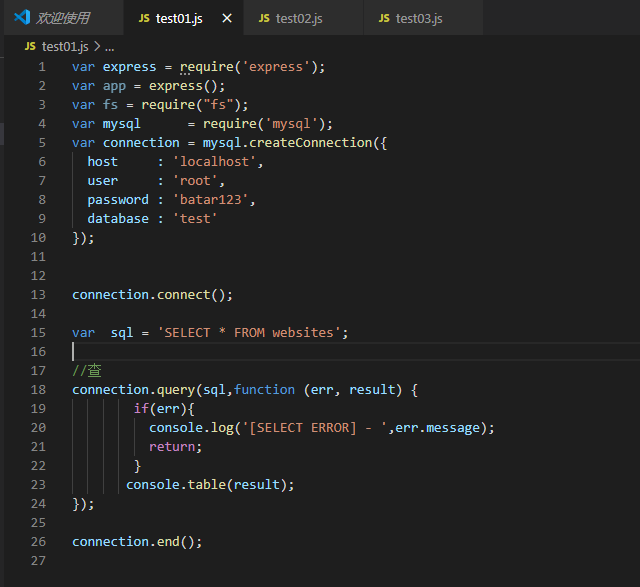 欢迎使用 JS test01.js × JS test02.js JS test03.js
JS test01.js > ...
1 var express = require('express');
2 var app = express();
3 var fs = require("fs");
4 var mysql      = require('mysql');
5 var connection = mysql.createConnection({
6   host     : 'localhost',
7   user     : 'root',
8   password : 'batar123',
9   database : 'test'
10 });
11
12
13 connection.connect();
14
15 var  sql = 'SELECT * FROM websites';
16
17 //查
18 connection.query(sql,function (err, result) {
19         if(err){
20           console.log('[SELECT ERROR] - ',err.message);
21           return;
22         }
23        console.table(result);
24 });
25
26 connection.end();
27